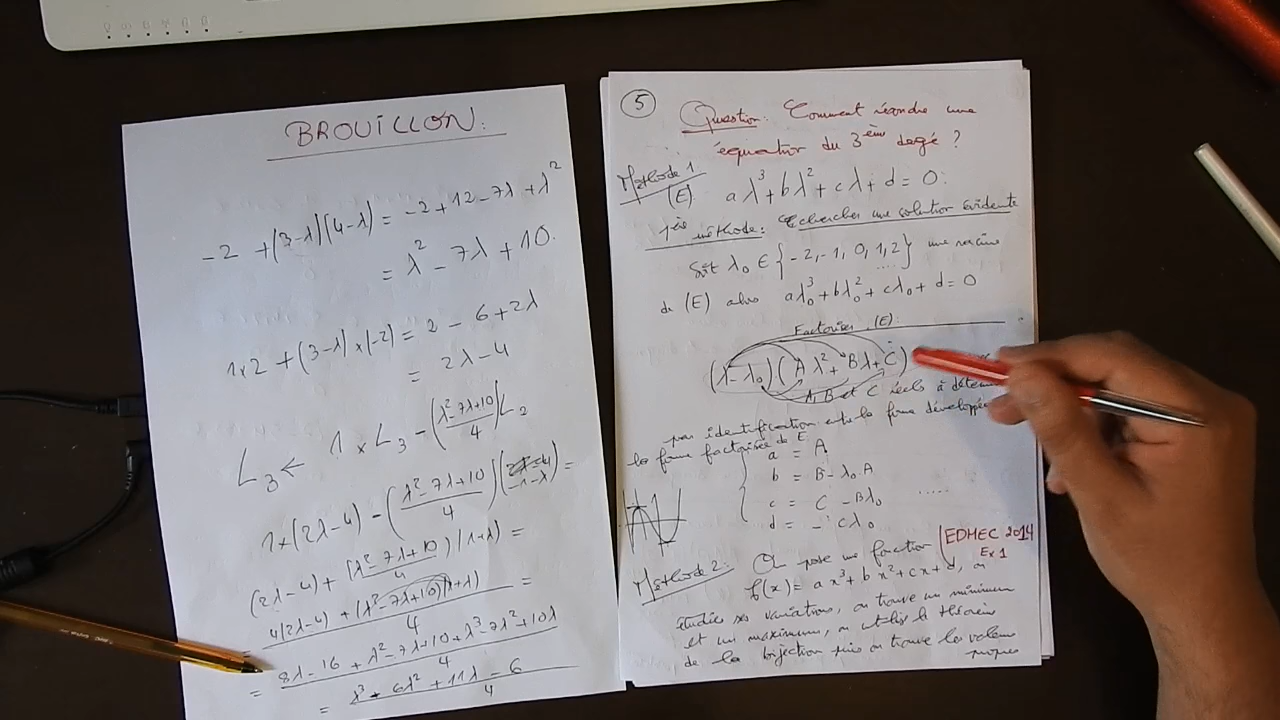 BROUILLON:
-2 + (3-λ)(4-λ) = -2 + 12 - 7λ + λ²
= λ² - 7λ + 10.
1×2 + (3-λ)×(-2) = 2 - 6 + 2λ
= 2λ - 4
L₃ ← 1 × L₃ - (λ²-7λ+10)/4 L₂
1×(2λ-4) - ((λ²-7λ+10)/4)(-1-λ) =
(2λ-4) + (λ²-7λ+10)/4 (1+λ) =
= (4(2λ-4) + (λ²-7λ+10)(1+λ))/4 =
= (8λ-16 + λ²-7λ+10+λ³-7λ²+10λ)/4
= (λ³ - 6λ² + 11λ - 6)/4
5
Question: Comment résoudre une
équation du 3ème degé ?
Methode 1
(E) aλ³ + bλ² + cλ + d = 0.
1ère méthode: Rechercher une solution évidente
Soit λ₀ ∈ {-2, -1, 0, 1, 2} une racine
de (E) alors aλ₀³ + bλ₀² + cλ₀ + d = 0
Factoriser (E)
(λ-λ₀)(Aλ² + Bλ + C)
A, B et C réels à
par identification entre la forme développée
la forme factorisée de E
a = A
b = B - λ₀A
c = C - Bλ₀
d = - Cλ₀
Méthode 2: On pose une fonction (EDHEC 2014
Ex 1
f(x) = ax³ + bx² + cx + d, on
étudie ses variations, on trouve un minimum
et un maximum, on utilise le théorème
de la bijection puis on trouve les valeurs
propres